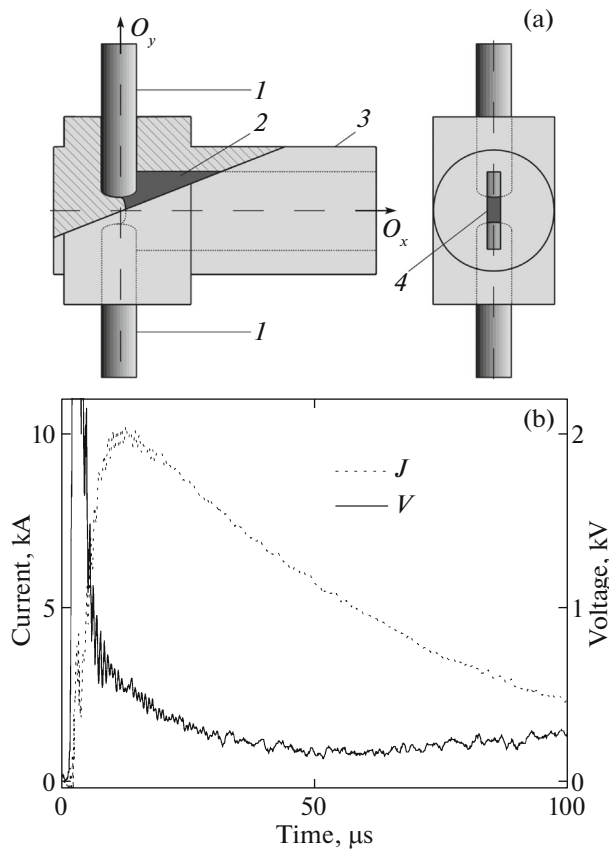 (a)
O_y
1
2
3
O_x
4
1
(b)
10
2
J
V
Current, kA
Voltage, kV
5
1
0
0
0
50
100
Time, μs